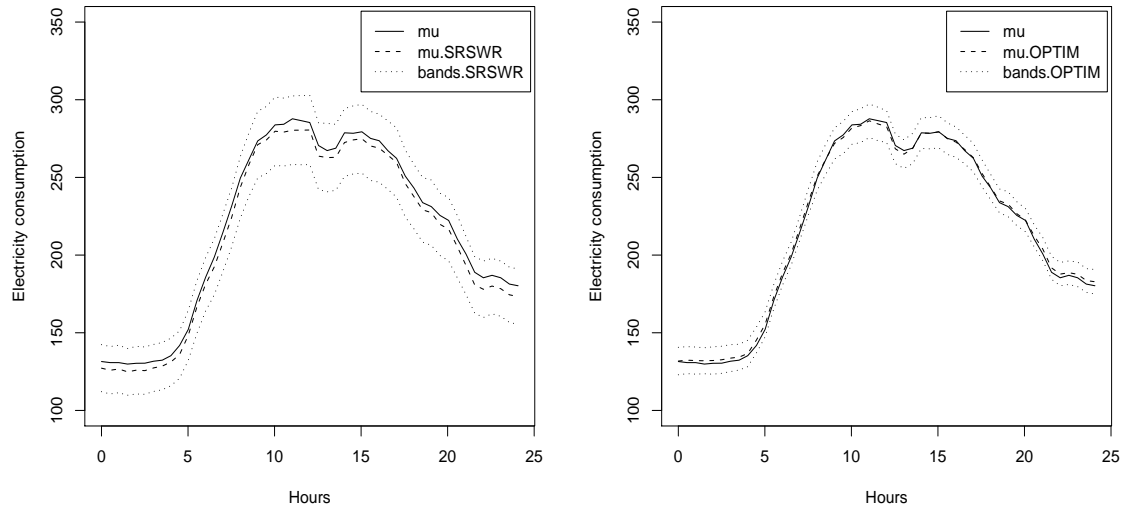 mu
mu.SRSWR
bands.SRSWR
350
300
250
200
150
100
Electricity consumption
0 5 10 15 20 25
Hours
mu
mu.OPTIM
bands.OPTIM
350
300
250
200
150
100
Electricity consumption
0 5 10 15 20 25
Hours